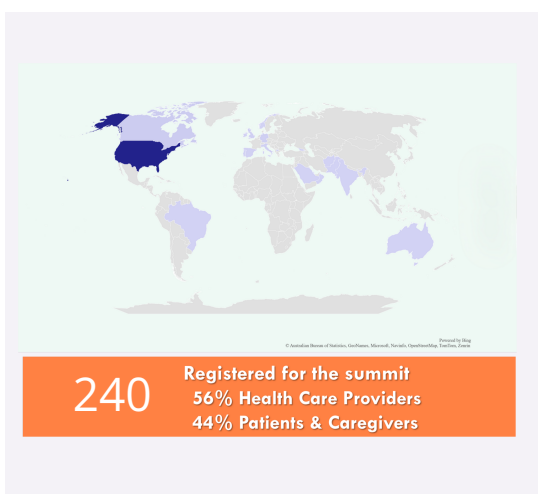 Powered by Bing
© Australian Bureau of Statistics, GeoNames, Microsoft, Navinfo, OpenStreetMap, TomTom, Zenrin
240
Registered for the summit
56% Health Care Providers
44% Patients & Caregivers